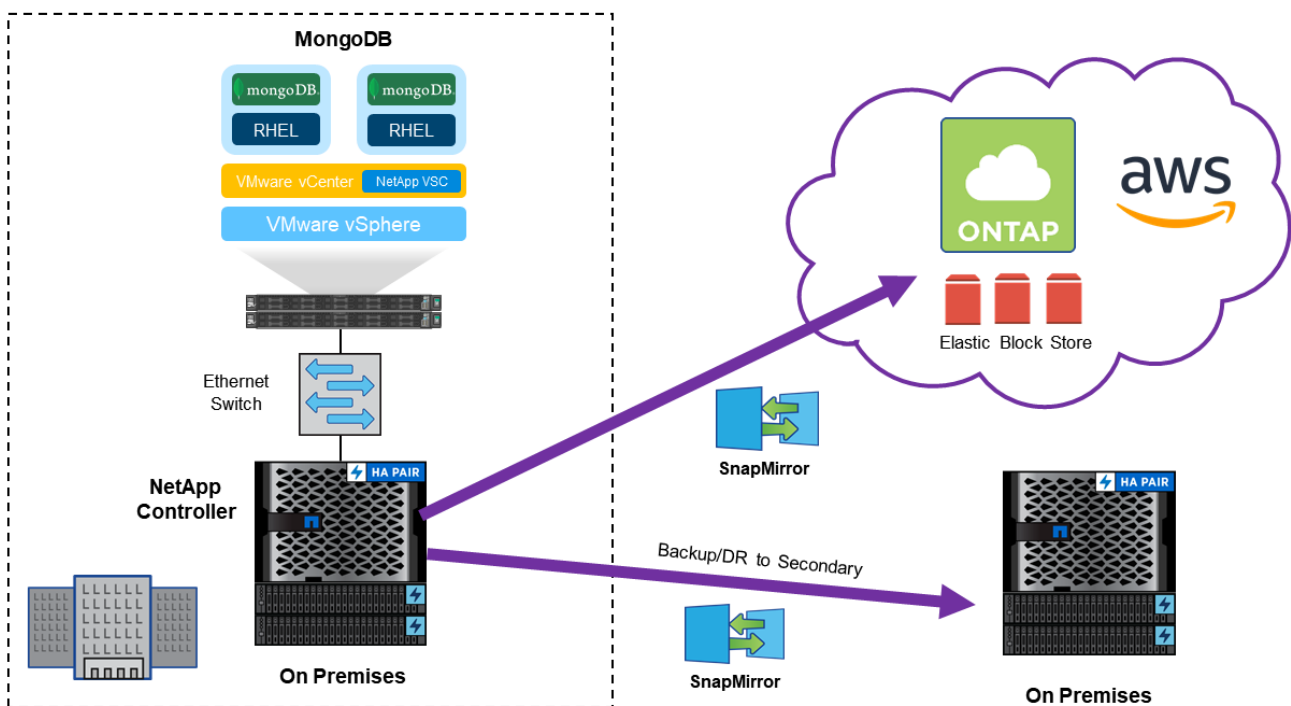 MongoDB
mongoDB.
mongoDB.
RHEL
RHEL
VMware vCenter
NetApp VSC
VMware vSphere
Ethernet
Switch
NetApp
Controller
HA PAIR
On Premises
ONTAP
aws
Elastic Block Store
SnapMirror
Backup/DR to Secondary
SnapMirror
HA PAIR
On Premises